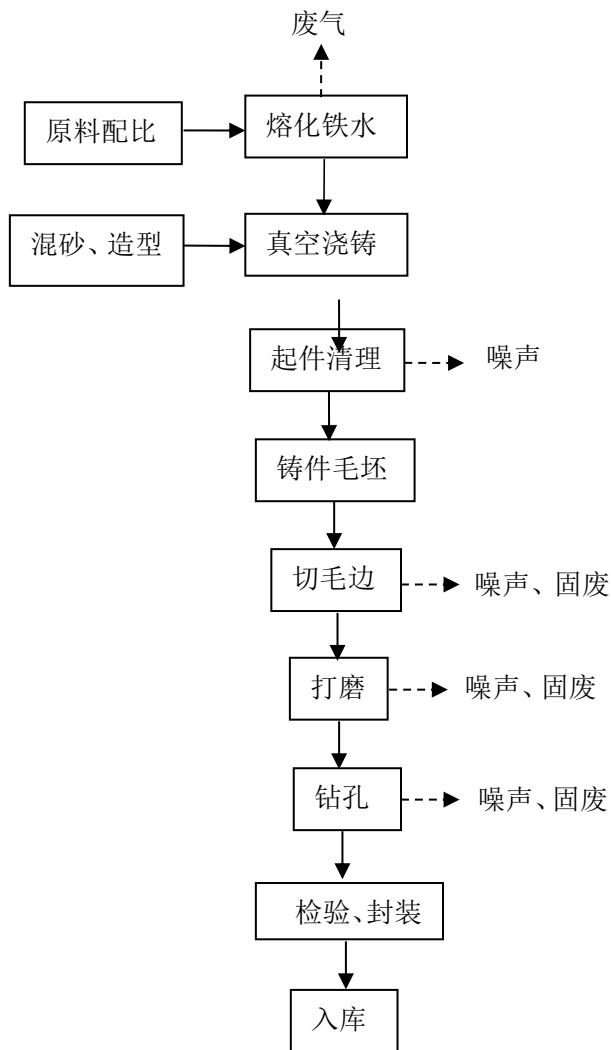 废气
原料配比
熔化铁水
混砂、造型
真空浇铸
起件清理
噪声
铸件毛坯
切毛边
噪声、固废
打磨
噪声、固废
钻孔
噪声、固废
检验、封装
入库